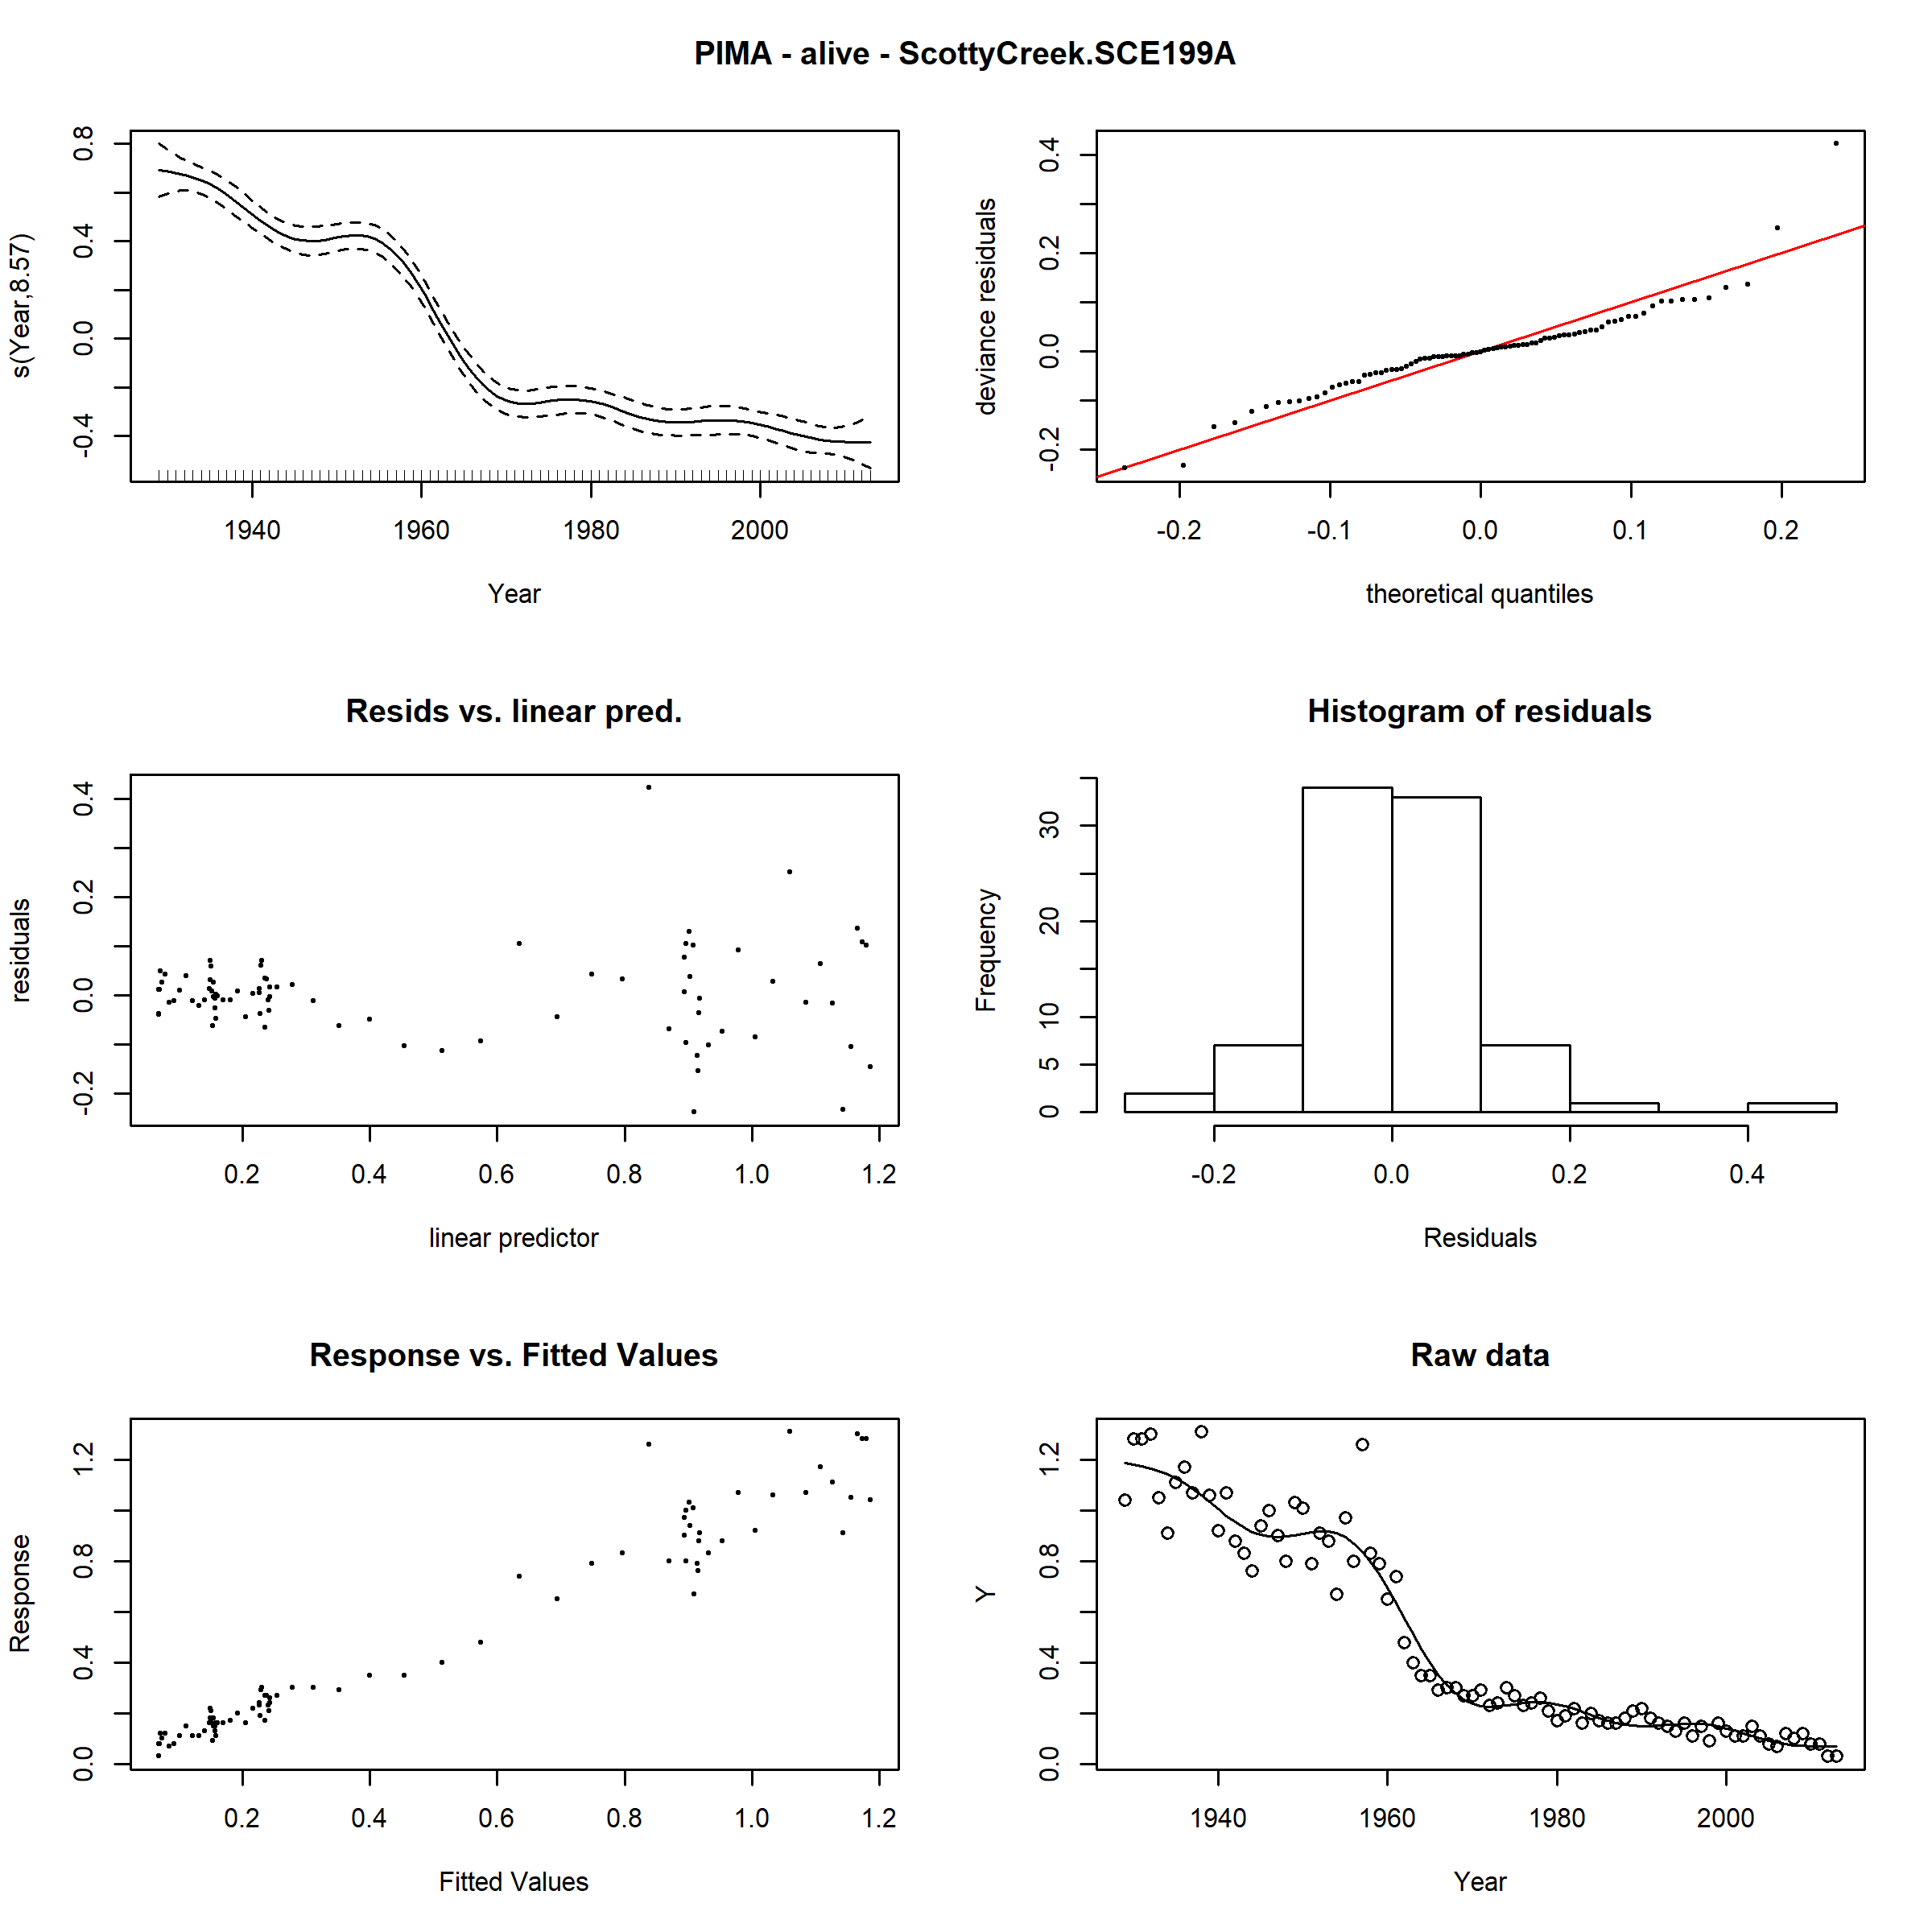 PIMA - alive - ScottyCreek.SCE199A
s(Year,8.57)
-0.4 0.0 0.4 0.8
1940 1960 1980 2000
Year
deviance residuals
-0.2 0.0 0.2 0.4
-0.2 -0.1 0.0 0.1 0.2
theoretical quantiles
Resids vs. linear pred.
residuals
-0.2 0.0 0.2 0.4
0.2 0.4 0.6 0.8 1.0 1.2
linear predictor
Histogram of residuals
Frequency
0 5 10 20 30
-0.2 0.0 0.2 0.4
Residuals
Response vs. Fitted Values
Response
0.0 0.4 0.8 1.2
0.2 0.4 0.6 0.8 1.0 1.2
Fitted Values
Raw data
Y
0.0 0.4 0.8 1.2
1940 1960 1980 2000
Year